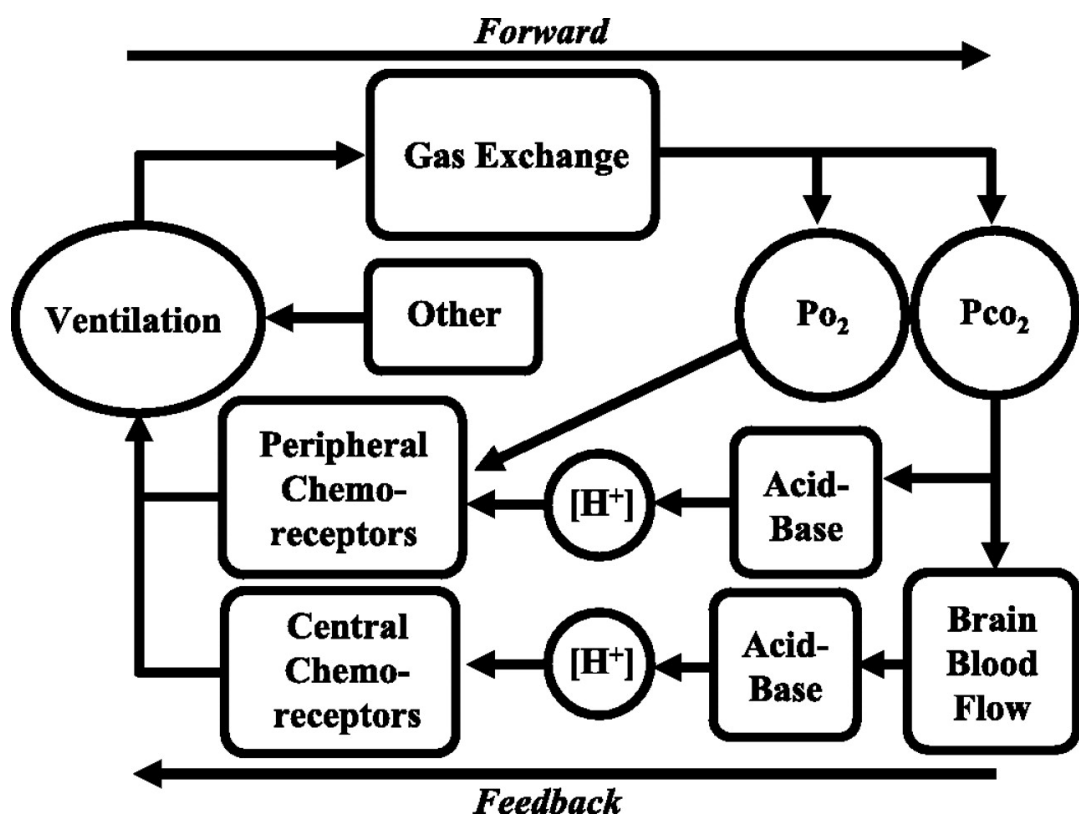 Forward
Gas Exchange
Ventilation
Other
Po₂
Pco₂
Peripheral
Chemo-
receptors
[H⁺]
Acid-
Base
Central
Chemo-
receptors
[H⁺]
Acid-
Base
Brain
Blood
Flow
Feedback